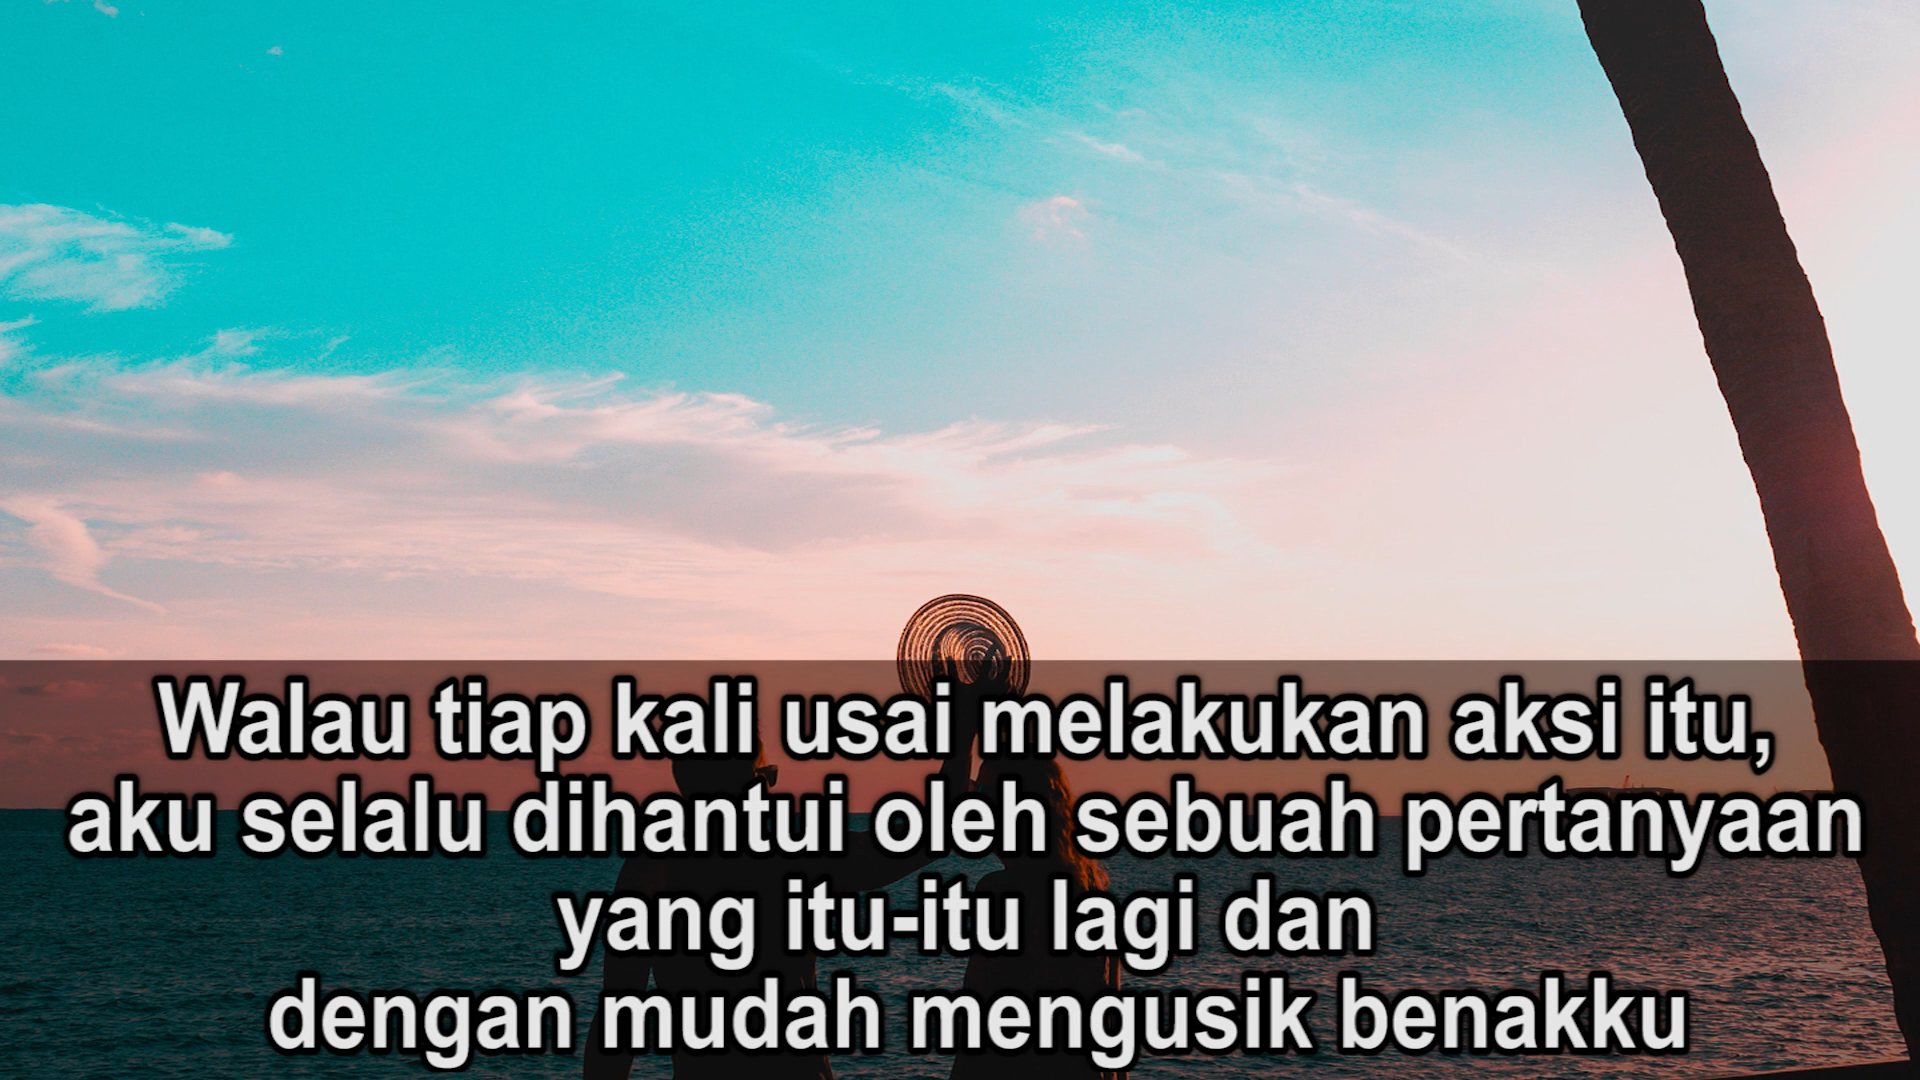 Walau tiap kali usai melakukan aksi itu,
aku selalu dihantui oleh sebuah pertanyaan
yang itu-itu lagi dan
dengan mudah mengusik benakku